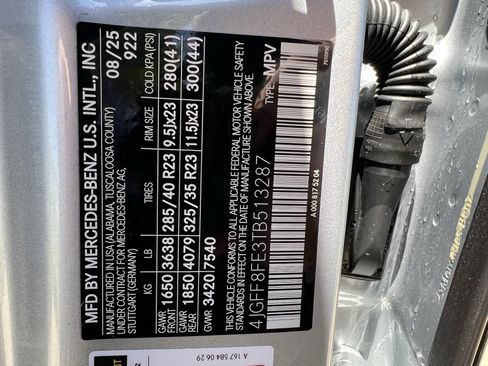 MFD BY MERCEDES-BENZ U.S. INTL., INC
MANUFACTURED IN USA (ALABAMA, TUSCALOOSA COUNTY)
UNDER CONTRACT FOR MERCEDES-BENZ AG,
STUTTGART (GERMANY)
08/25
922
KG LB TIRES RIM SIZE COLD KPA(PSI)
GAWR FRONT 1650 3638 285/40 R23 9.5Jx23 280(41)
GAWR REAR 1850 4079 325/35 R23 11.5Jx23 300(44)
GVWR 3420 7540
THIS VEHICLE CONFORMS TO ALL APPLICABLE FEDERAL MOTOR VEHICLE SAFETY
STANDARDS IN EFFECT ON THE DATE OF MANUFACTURE SHOWN ABOVE.
4JGFF8FE3TB513287 TYPE: MPV
A 000 817 52 04
A 167 584 06 29